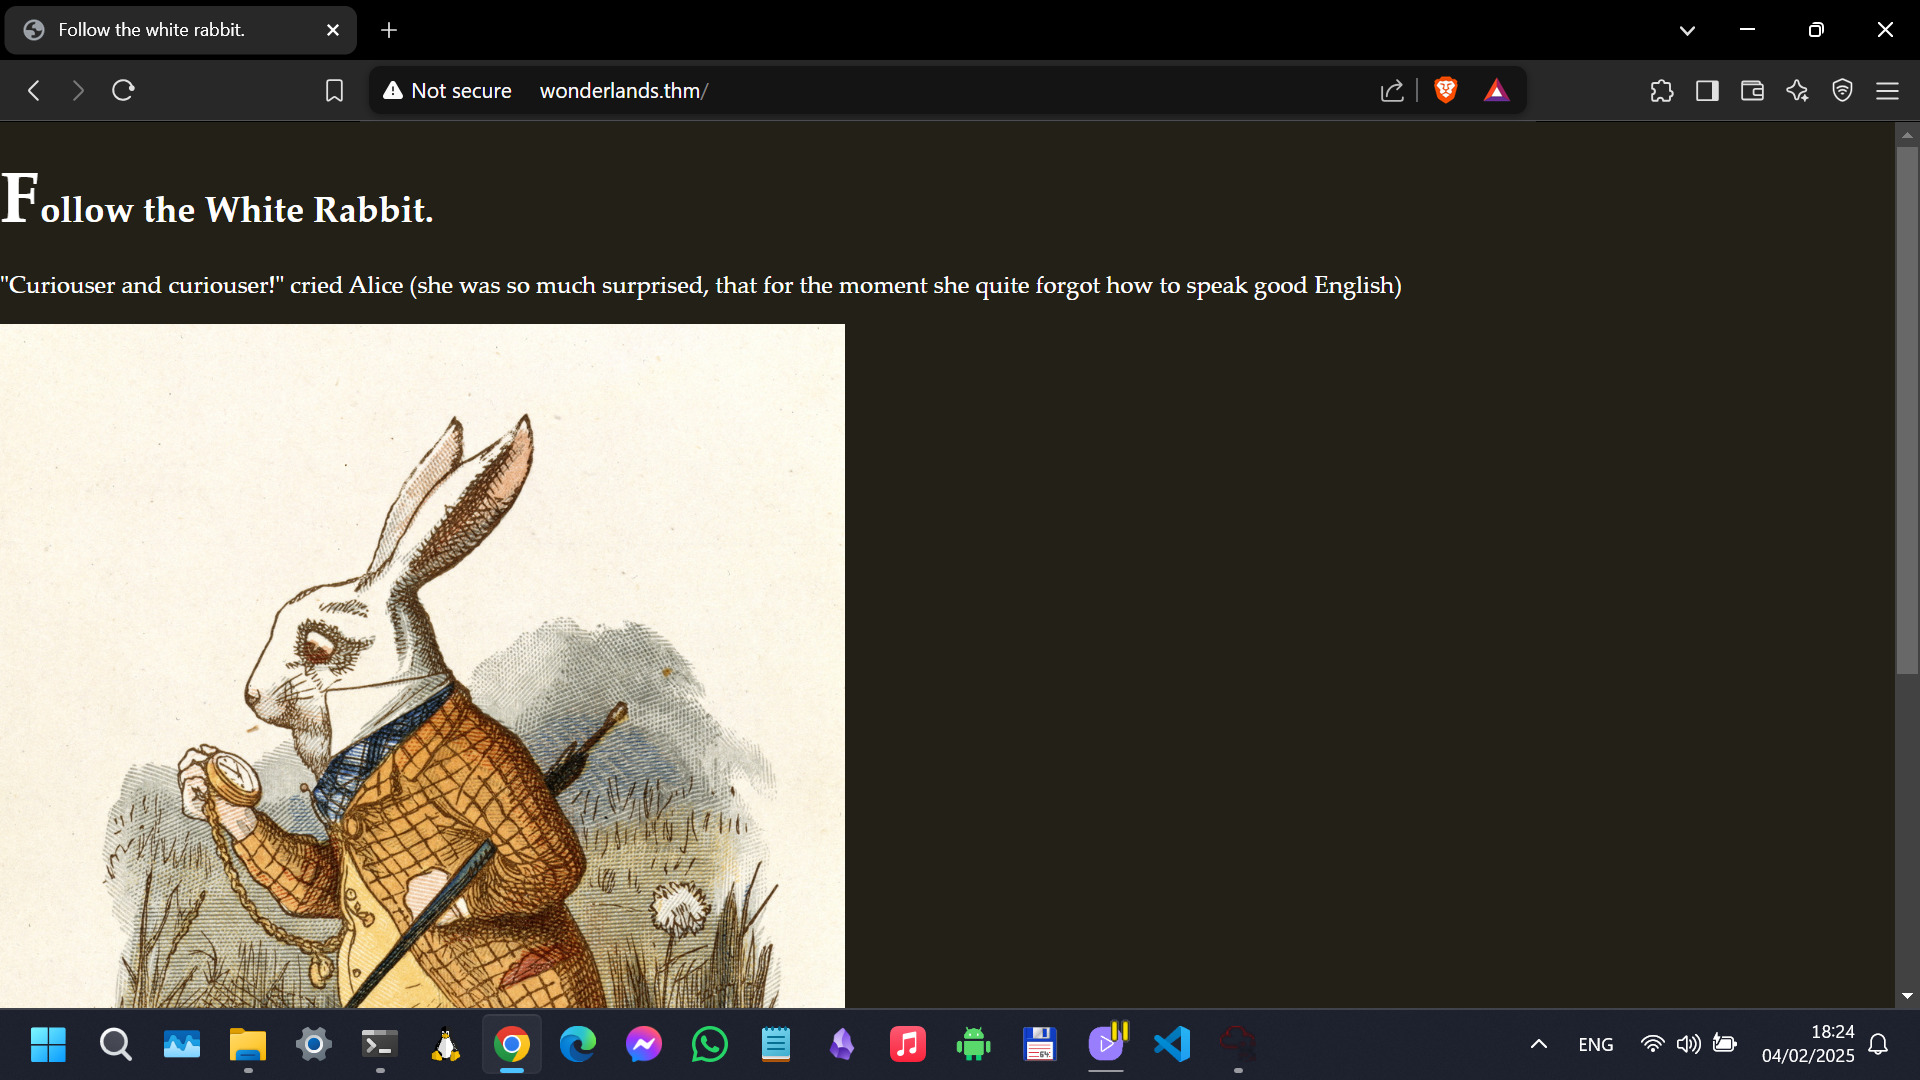 Follow the white rabbit.
Not secure wonderlands.thm/
Follow the White Rabbit.
"Curiouser and curiouser!" cried Alice (she was so much surprised, that for the moment she quite forgot how to speak good English)
64
ENG
18:24
04/02/2025